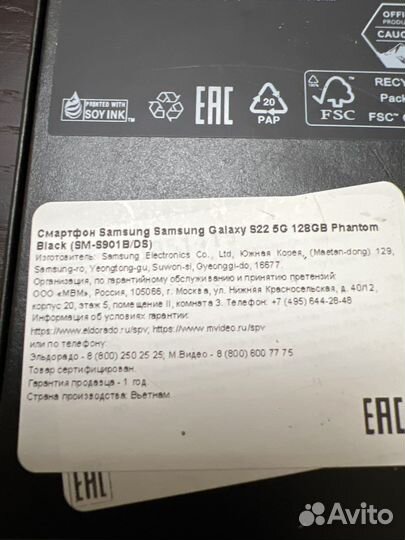 OFFIC
PRODUC
CAUC
PRINTED WITH
SOY INK
EAC
20
PAP
FSC
RECY
Pack
FSC™ C
Смартфон Samsung Samsung Galaxy S22 5G 128GB Phantom
Black (SM-S901B/DS)
Изготовитель: Samsung Electronics Co., Ltd, Южная Корея, (Maetan-dong) 129,
Samsung-ro, Yeongtong-gu, Suwon-si, Gyeonggi-do, 16677.
Организация, по гарантийному обслуживанию и принятию претензий:
ООО «МВМ», Россия, 105066, г. Москва, ул. Нижняя Красносельская, д. 40/12,
корпус 20, этаж 5, помещение II, комната 3. Телефон: +7 (495) 644-28-48
Информация об условиях гарантии:
https://www.eldorado.ru/spv; https://www.mvideo.ru/spv
или по телефону:
Эльдорадо - 8 (800) 250 25 25; М.Видео - 8 (800) 600 77 75
Товар сертифицирован.
Гарантия продавца - 1 год
Страна производства: Вьетнам
EAC
EAC
Avito